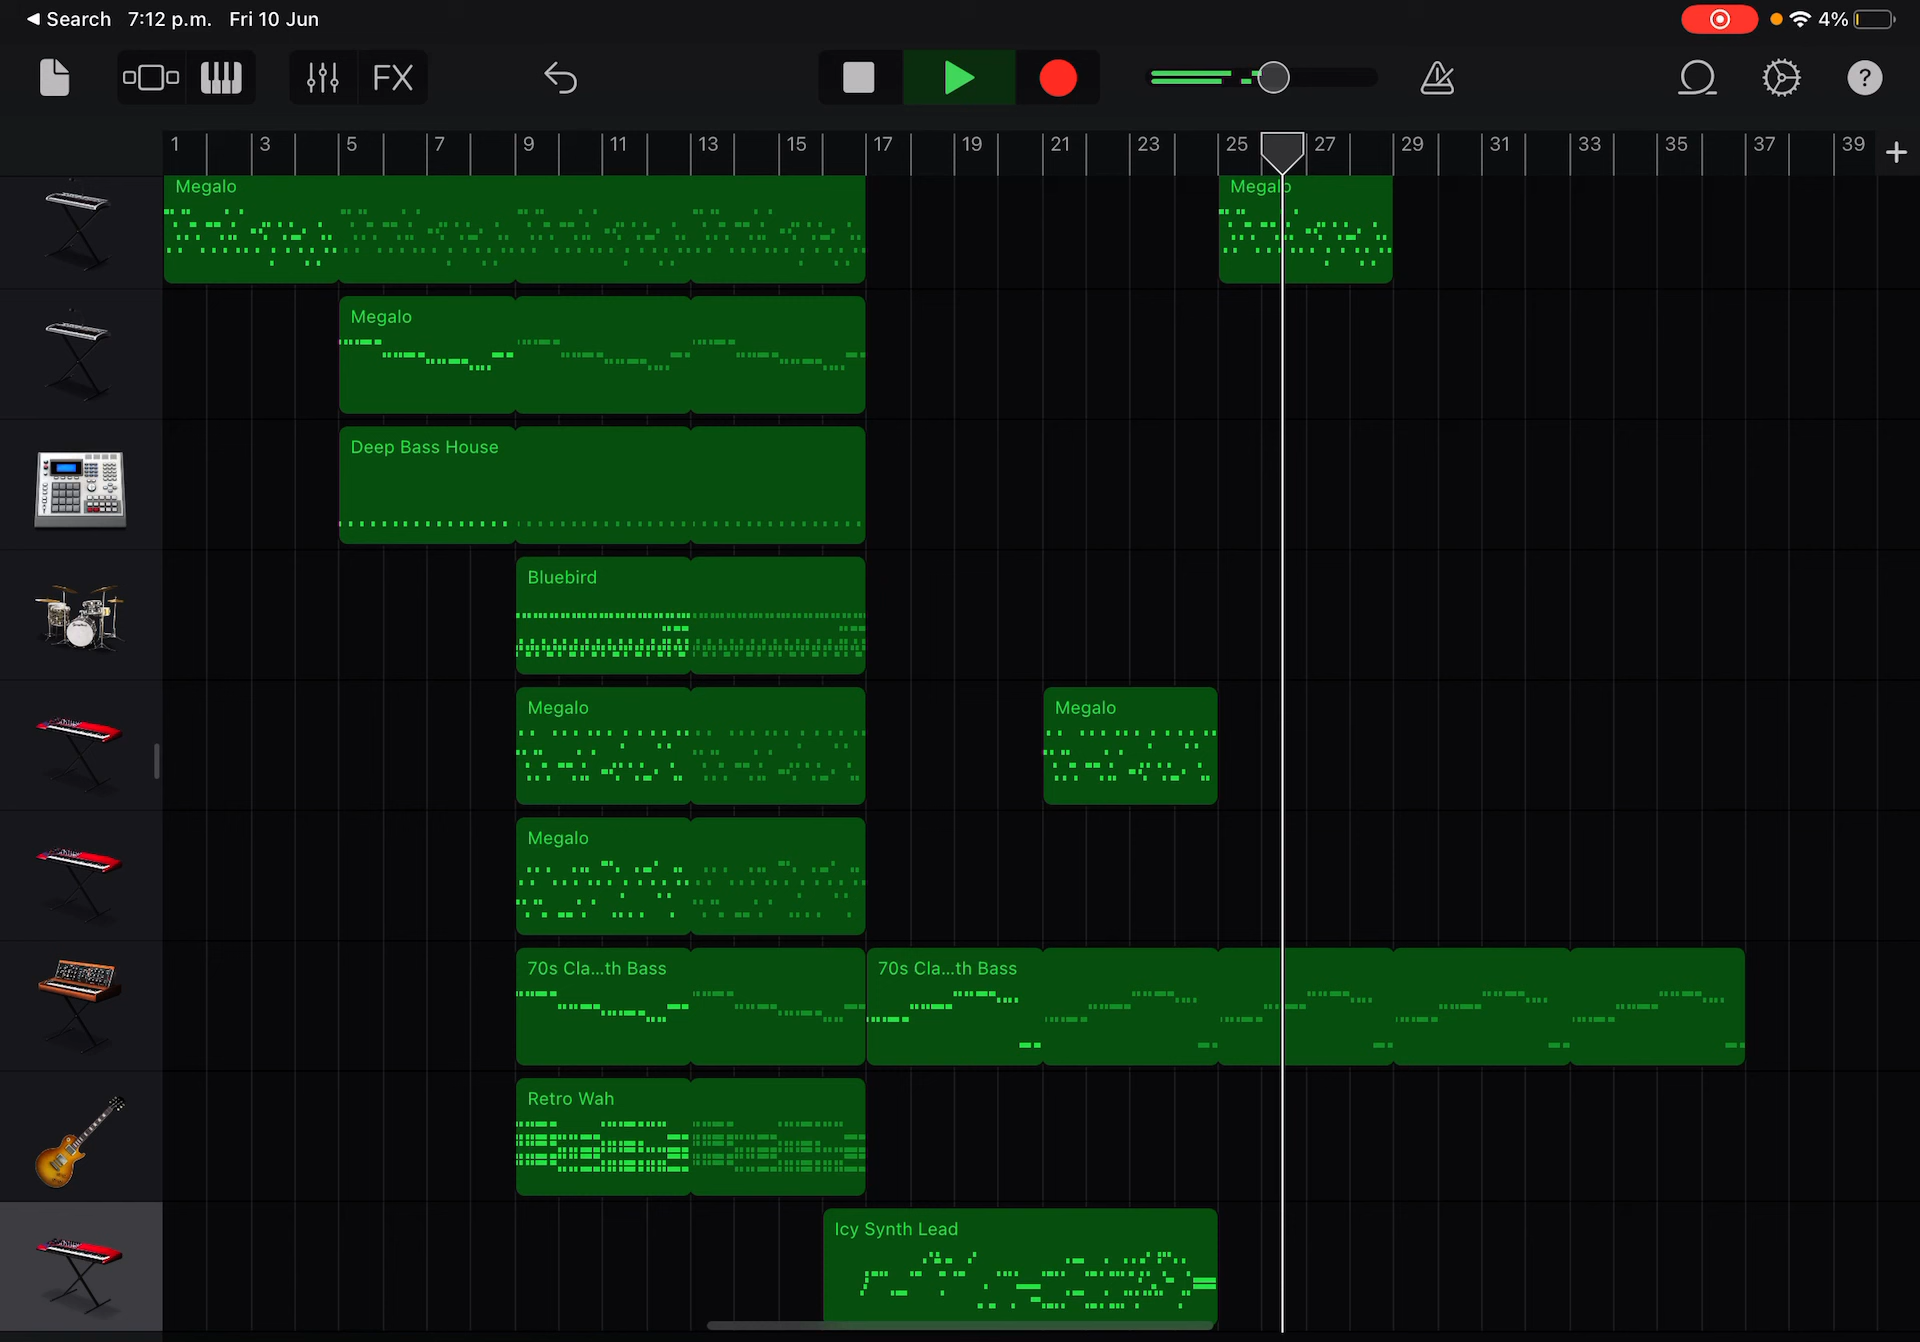 ◀ Search 7:12 p.m. Fri 10 Jun 4%
FX ?
1 3 5 7 9 11 13 15 17 19 21 23 25 27 29 31 33 35 37 39 +
Megalo Megalo
Megalo
Deep Bass House
Bluebird
Megalo Megalo
Megalo
70s Cla...th Bass 70s Cla...th Bass
Retro Wah
Icy Synth Lead